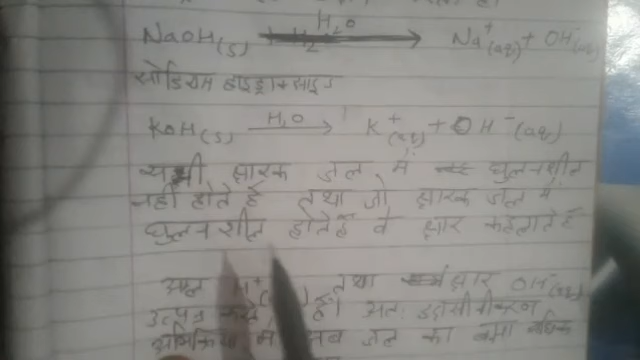 NaOH(s) H₂O → Na⁺(aq) + OH⁻(aq)
सोडियम हाइड्राक्साइड
KOH(s) H₂O → K⁺(aq) + OH⁻(aq)
सभी क्षारक जल में घुलनशील
नहीं होते हैं तथा जो क्षारक जल में
घुलनशील होते हैं वे क्षार कहलाते हैं
अम्ल H⁺ तथा क्षार OH⁻(aq)
उत्पन्न करते हैं। अतः उदासीनीकरण
में जल का